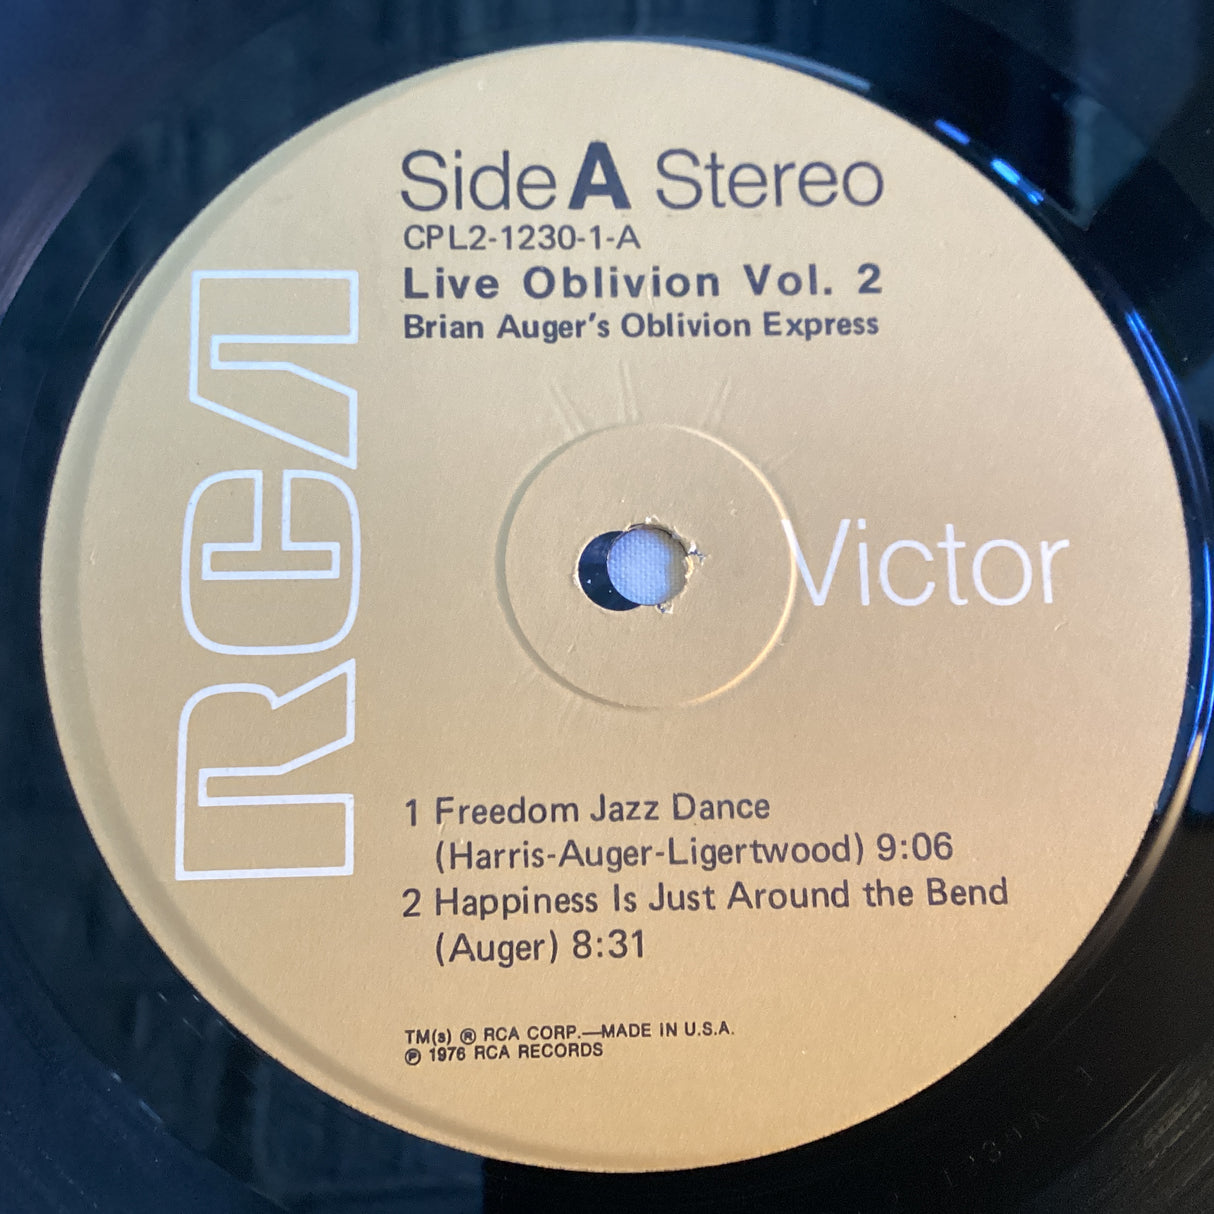 Side A Stereo
CPL2-1230-1-A
Live Oblivion Vol. 2
Brian Auger's Oblivion Express
RCA
Victor
1 Freedom Jazz Dance
(Harris-Auger-Ligertwood) 9:06
2 Happiness Is Just Around the Bend
(Auger) 8:31
TM(s) ® RCA CORP.—MADE IN U.S.A.
℗ 1976 RCA RECORDS